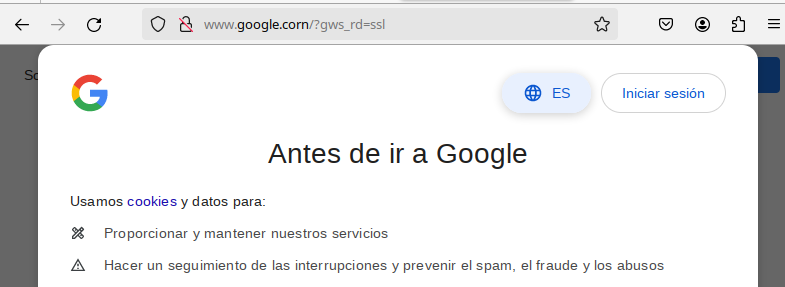 www.google.corn/?gws_rd=ssl
ES
Iniciar sesión
Antes de ir a Google
Usamos cookies y datos para:
Proporcionar y mantener nuestros servicios
Hacer un seguimiento de las interrupciones y prevenir el spam, el fraude y los abusos